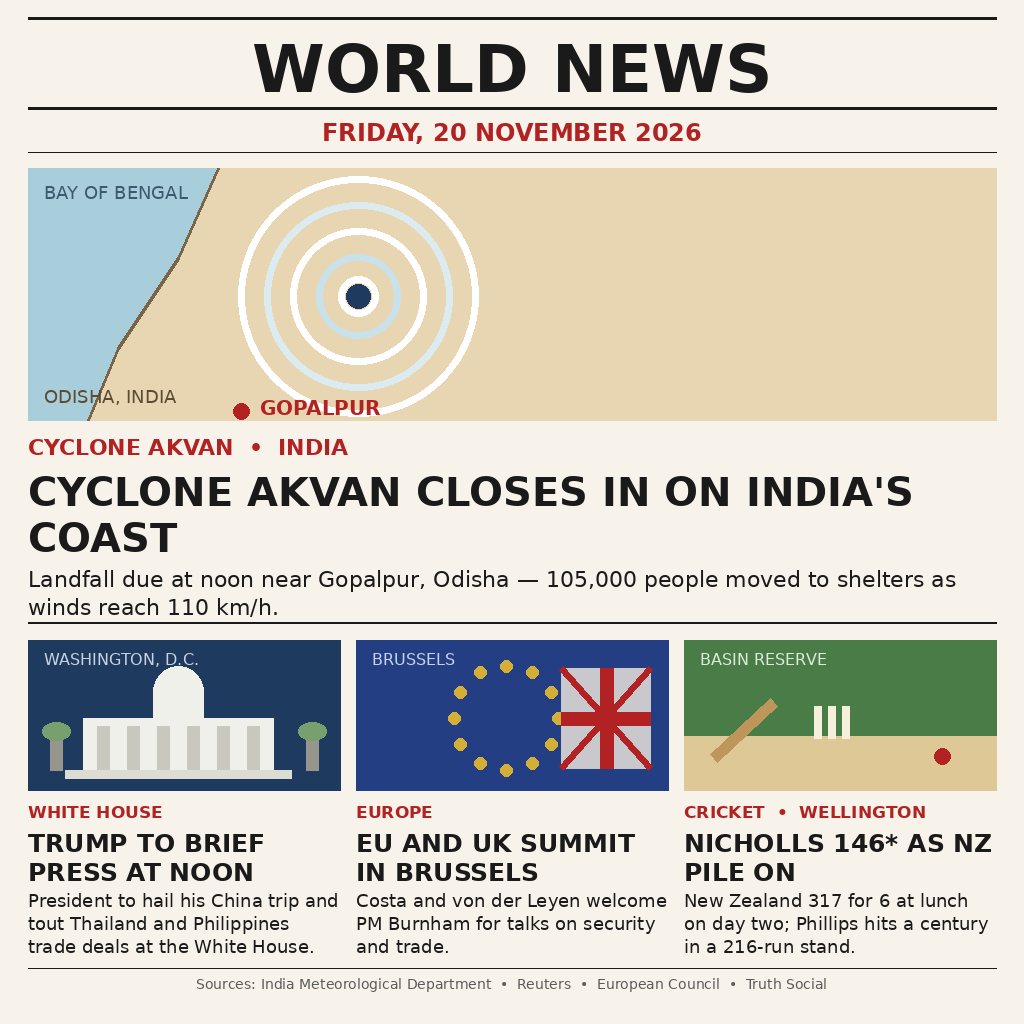 WORLD NEWS
FRIDAY, 20 NOVEMBER 2026
BAY OF BENGAL
ODISHA, INDIA
GOPALPUR
CYCLONE AKVAN • INDIA
CYCLONE AKVAN CLOSES IN ON INDIA'S
COAST
Landfall due at noon near Gopalpur, Odisha — 105,000 people moved to shelters as
winds reach 110 km/h.
WASHINGTON, D.C.
WHITE HOUSE
TRUMP TO BRIEF
PRESS AT NOON
President to hail his China trip and
tout Thailand and Philippines
trade deals at the White House.
BRUSSELS
EUROPE
EU AND UK SUMMIT
IN BRUSSELS
Costa and von der Leyen welcome
PM Burnham for talks on security
and trade.
BASIN RESERVE
CRICKET • WELLINGTON
NICHOLLS 146* AS NZ
PILE ON
New Zealand 317 for 6 at lunch
on day two; Phillips hits a century
in a 216-run stand.
Sources: India Meteorological Department • Reuters • European Council • Truth Social